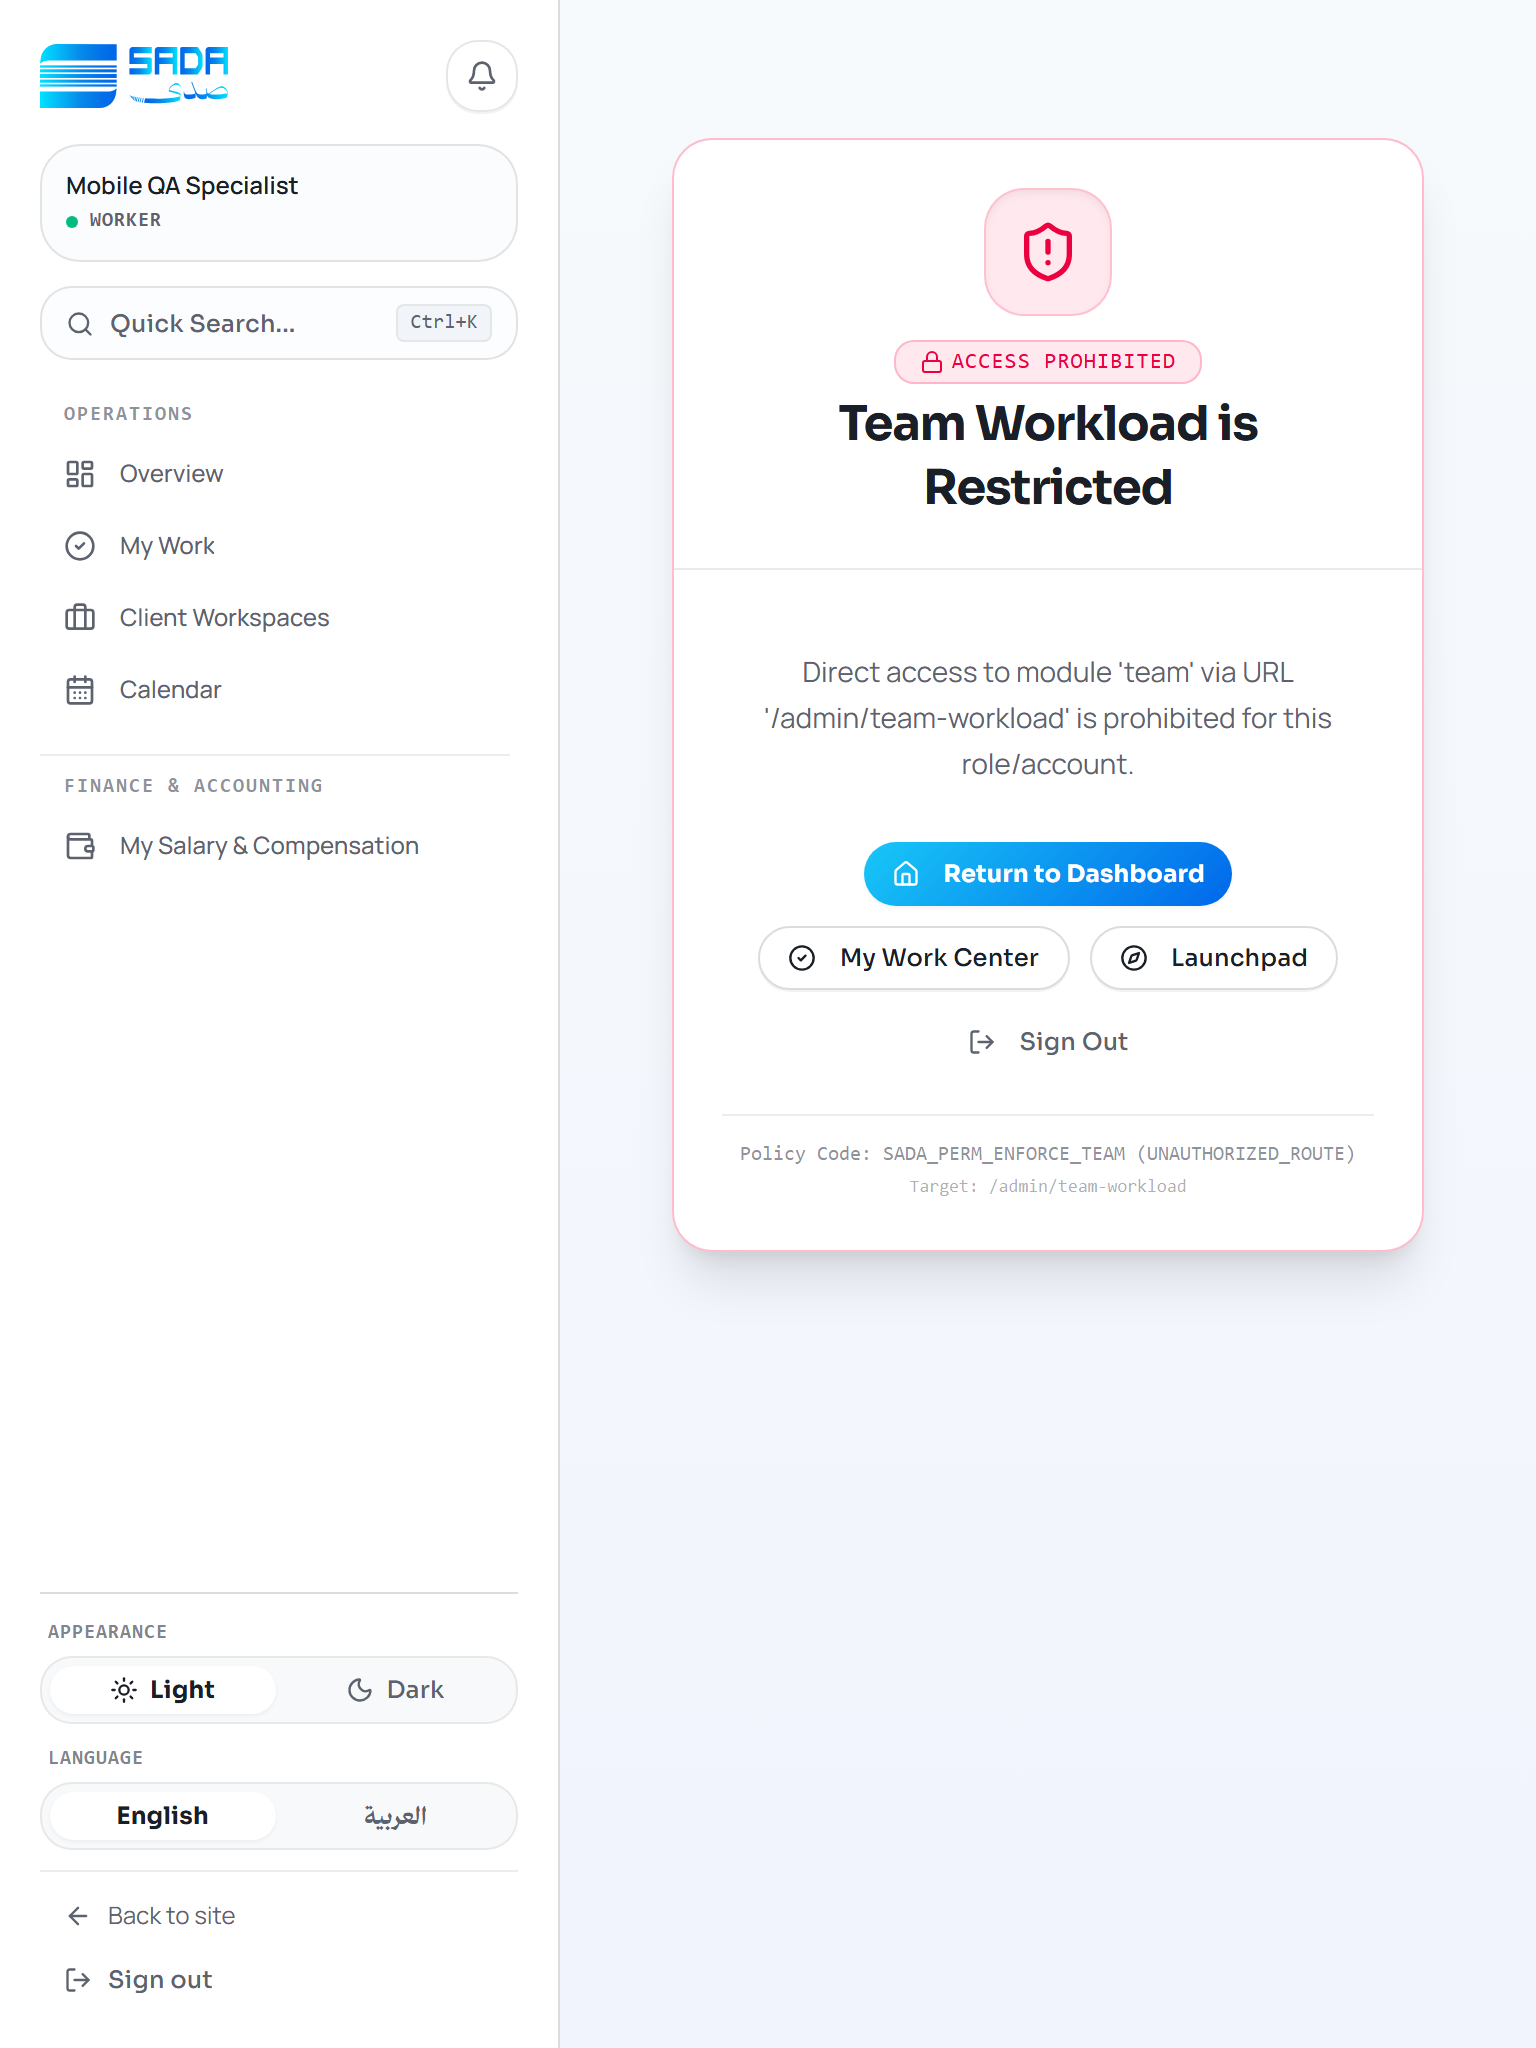 SADA
صدى
Mobile QA Specialist
WORKER
Quick Search...
Ctrl+K
OPERATIONS
Overview
My Work
Client Workspaces
Calendar
FINANCE & ACCOUNTING
My Salary & Compensation
APPEARANCE
Light
Dark
LANGUAGE
English
العربية
Back to site
Sign out
ACCESS PROHIBITED
Team Workload is
Restricted
Direct access to module 'team' via URL
'/admin/team-workload' is prohibited for this
role/account.
Return to Dashboard
My Work Center
Launchpad
Sign Out
Policy Code: SADA_PERM_ENFORCE_TEAM (UNAUTHORIZED_ROUTE)
Target: /admin/team-workload